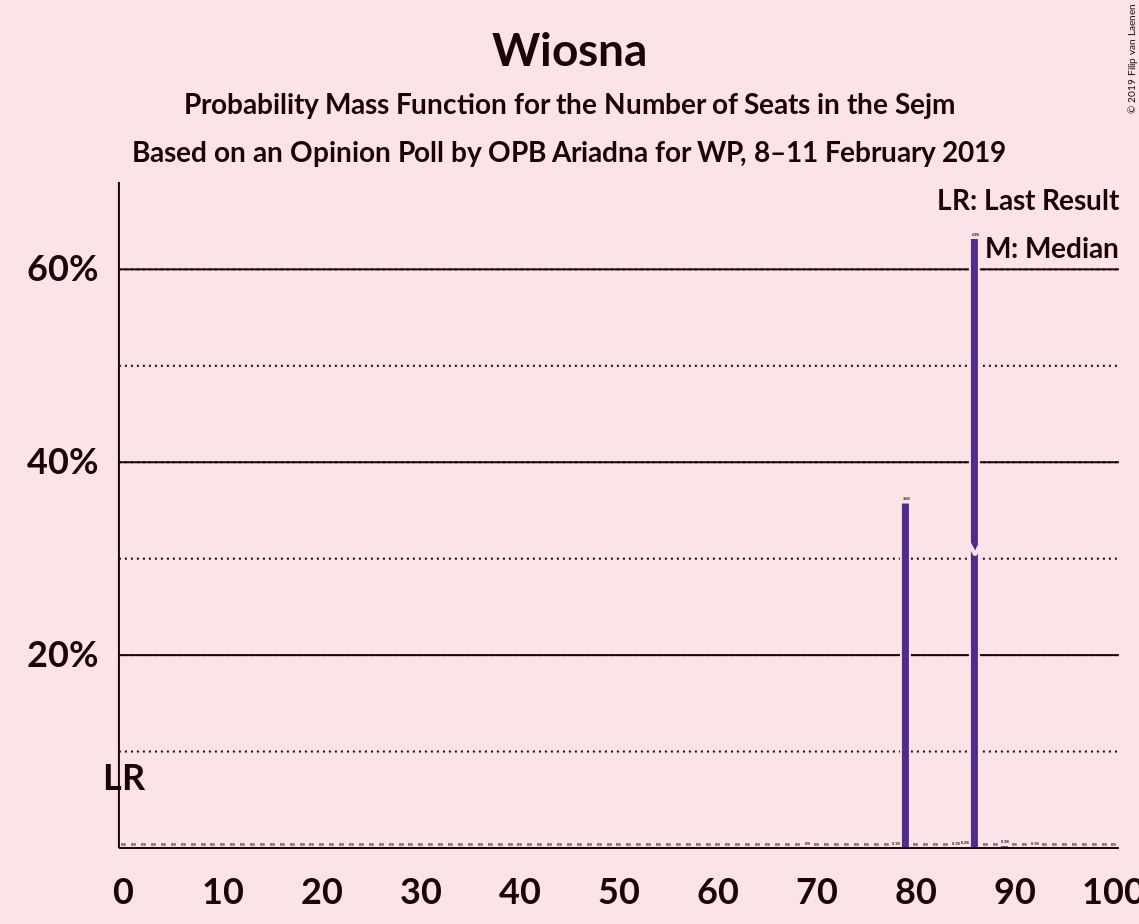 Wiosna
Probability Mass Function for the Number of Seats in the Sejm
Based on an Opinion Poll by OPB Ariadna for WP, 8–11 February 2019
© 2019 Filip van Laenen
LR: Last Result
M: Median
60%
40%
20%
LR
63%
36%
0 10 20 30 40 50 60 70 80 90 100